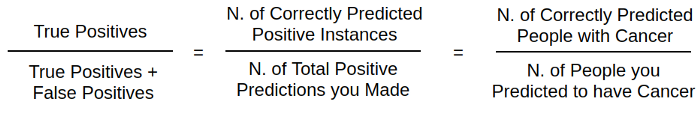 True Positives
True Positives +
False Positives
=
N. of Correctly Predicted
Positive Instances
N. of Total Positive
Predictions you Made
=
N. of Correctly Predicted
People with Cancer
N. of People you
Predicted to have Cancer